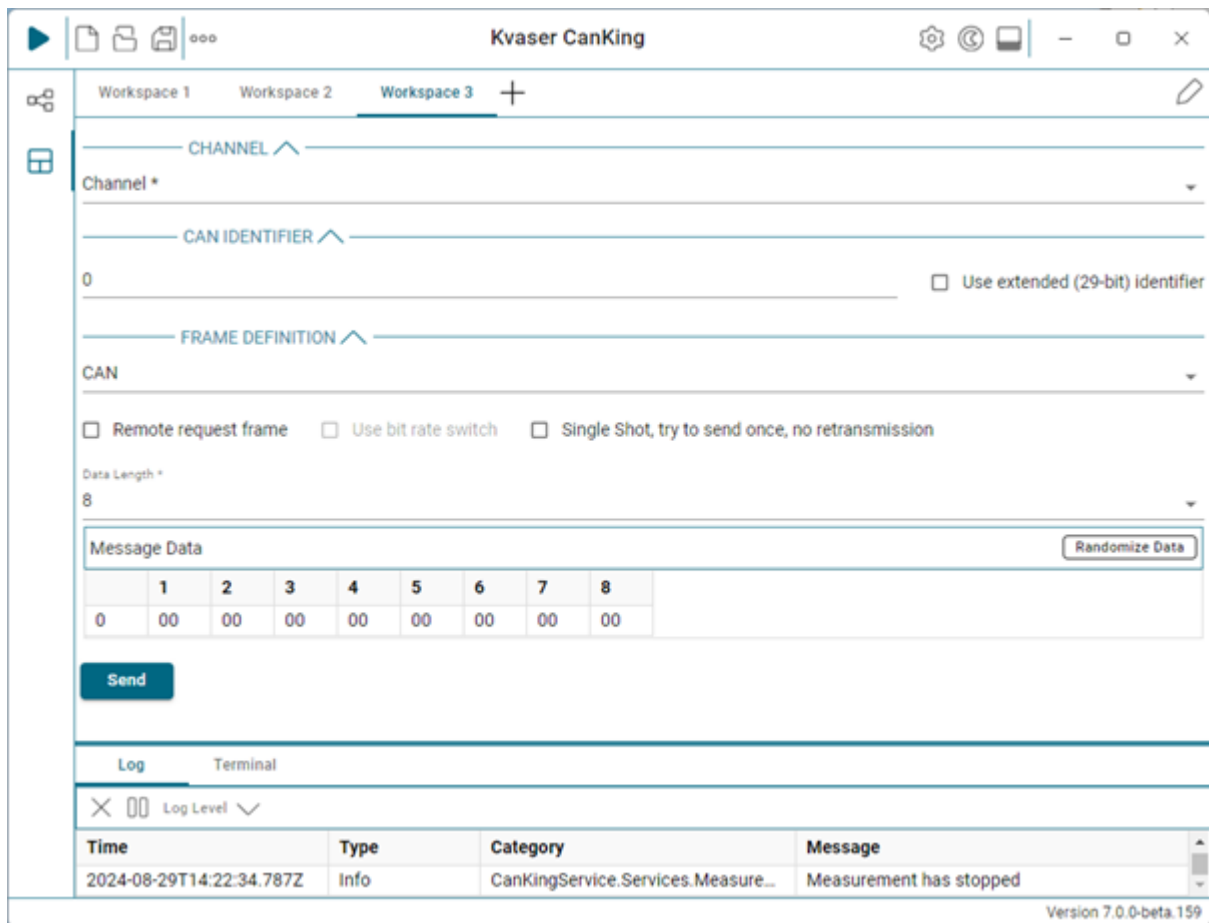 Kvaser CanKing
Workspace 1 Workspace 2 Workspace 3
CHANNEL
Channel *
CAN IDENTIFIER
0 Use extended (29-bit) identifier
FRAME DEFINITION
CAN
Remote request frame Use bit rate switch Single Shot, try to send once, no retransmission
Data Length *
8
Message Data Randomize Data
1 2 3 4 5 6 7 8
0 00 00 00 00 00 00 00 00
Send
Log Terminal
Log Level
Time Type Category Message
2024-08-29T14:22:34.787Z Info CanKingService.Services.Measure... Measurement has stopped
Version 7.0.0-beta.159